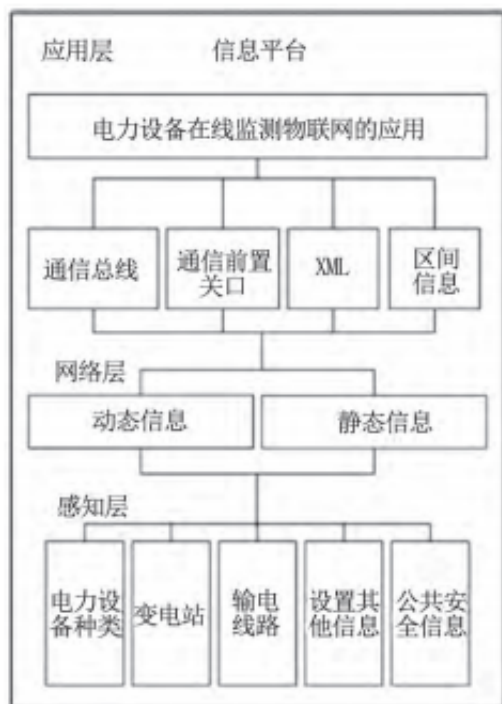 应用层 信息平台
电力设备在线监测物联网的应用
通信总线
通信前置
关口
XML
区间
信息
网络层
动态信息
静态信息
感知层
电力设
备种类
变电站
输电
线路
设置其
他信息
公共安
全信息